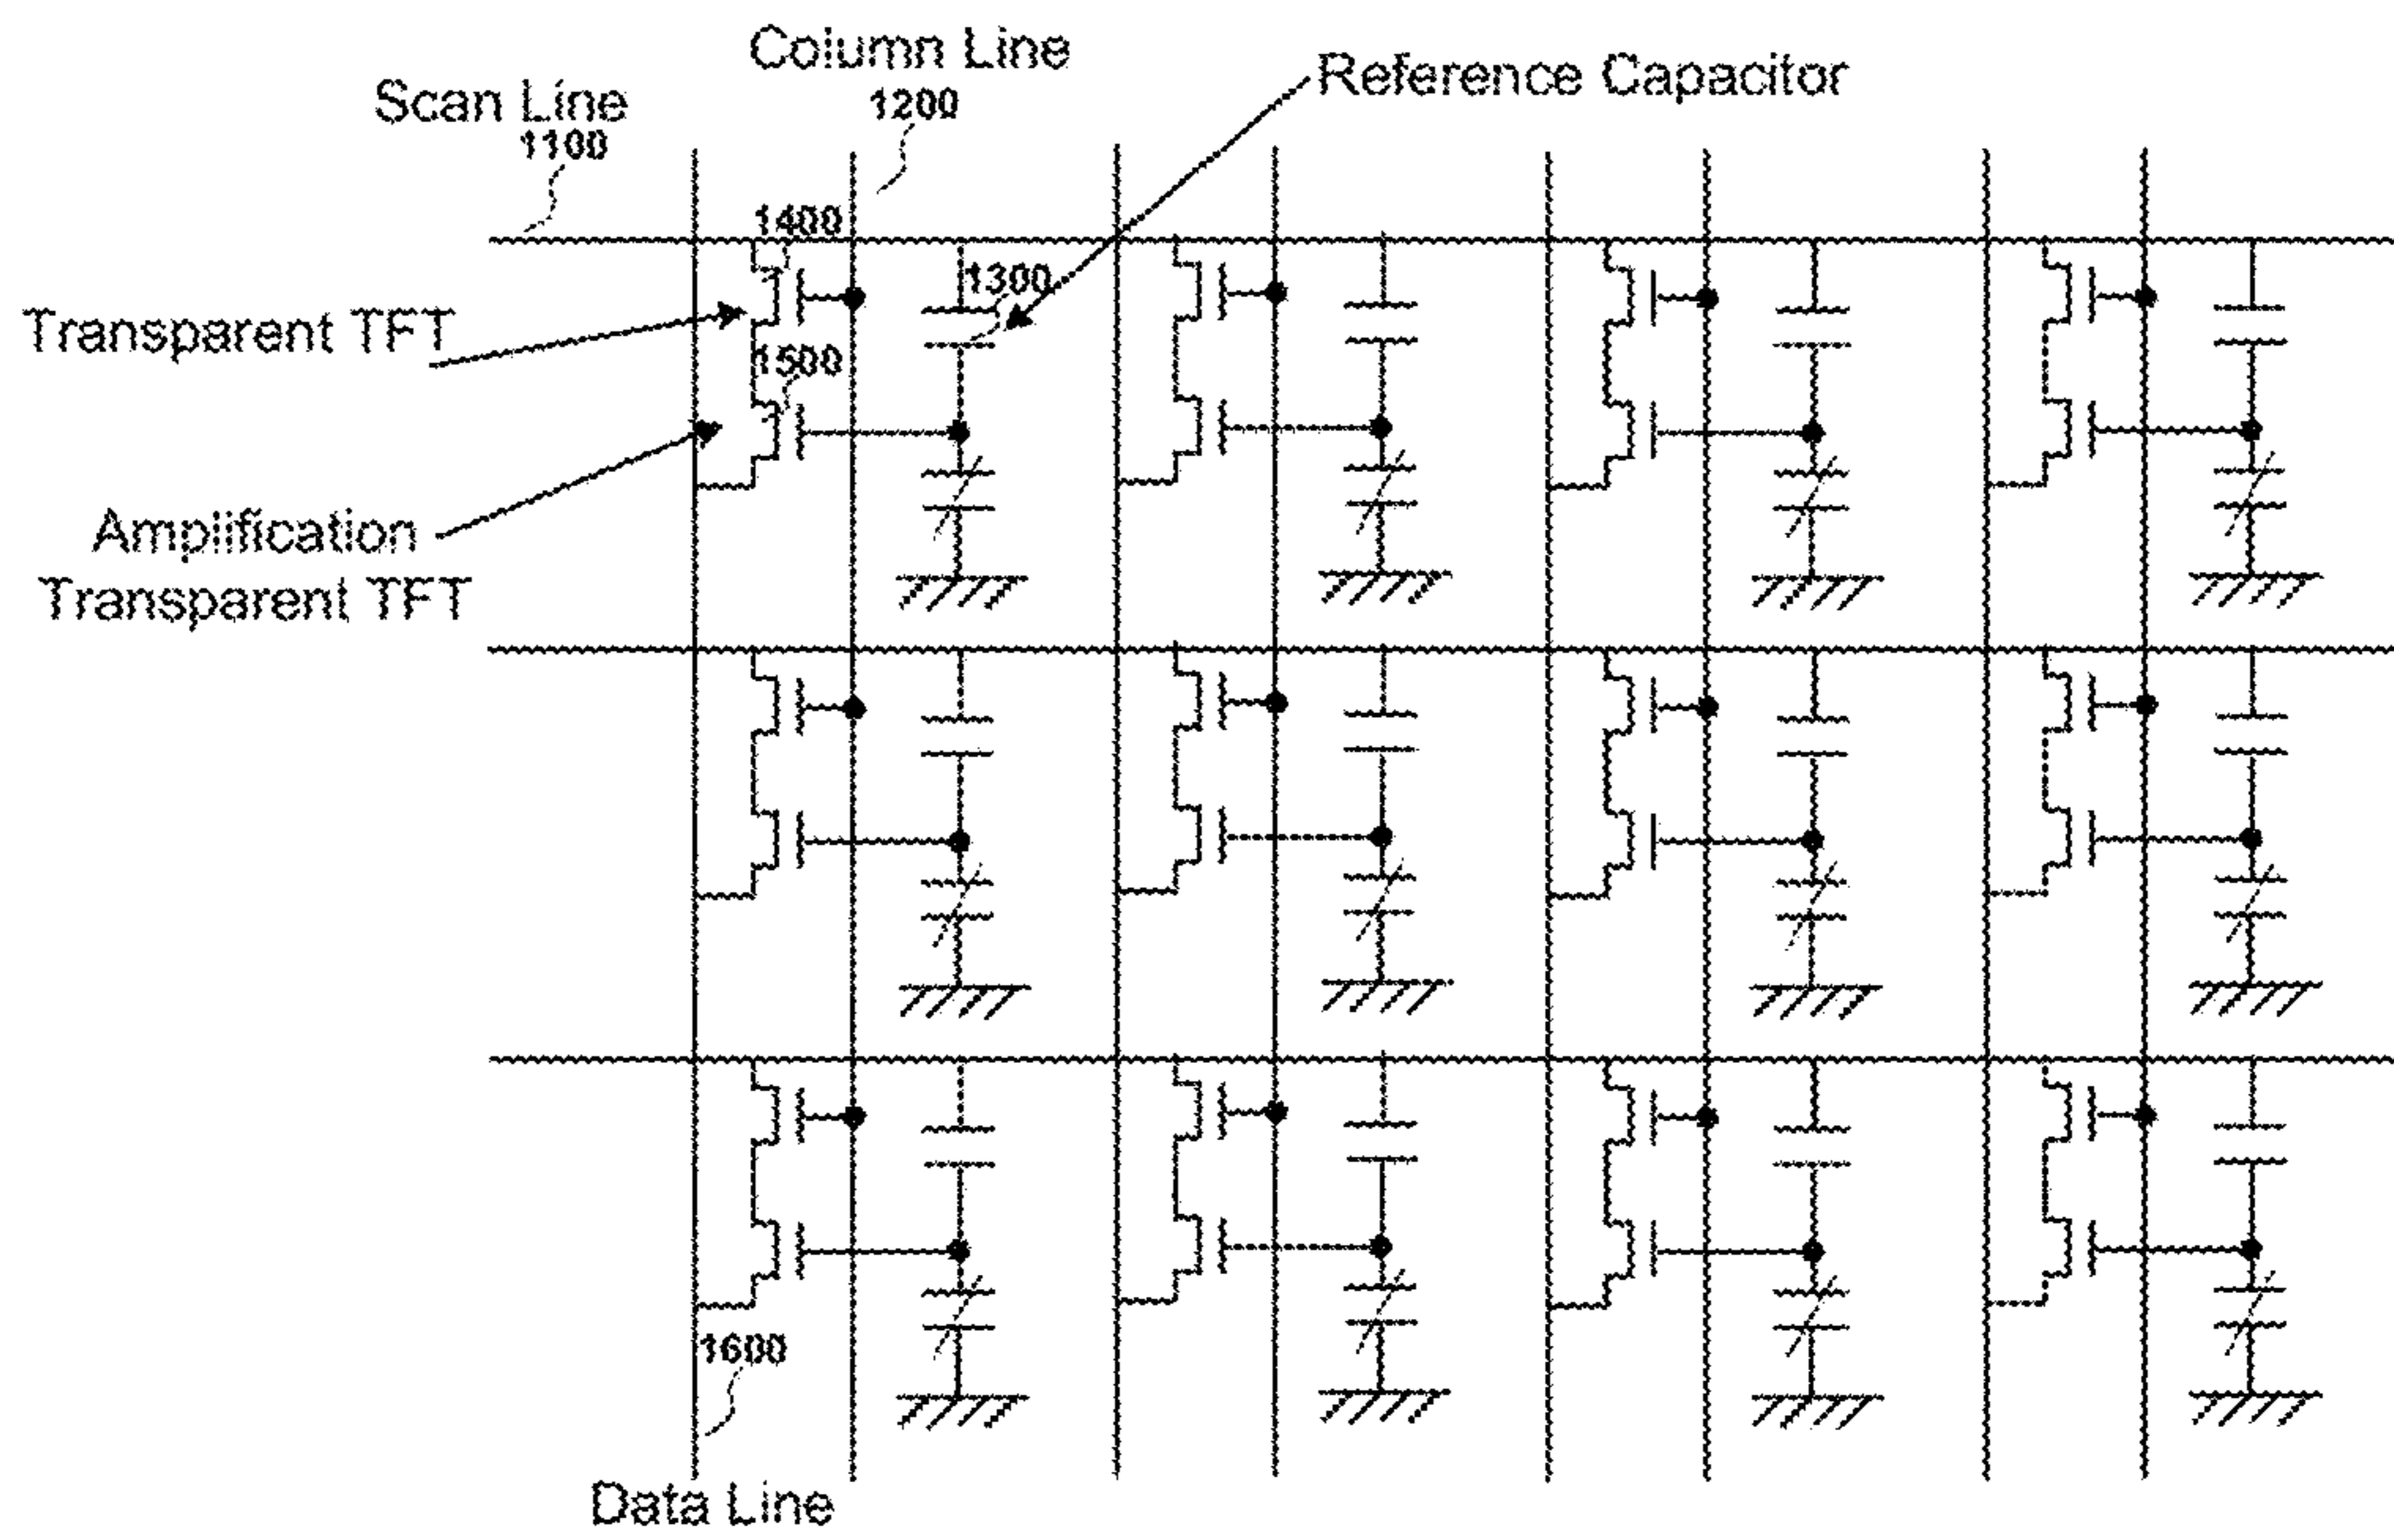 Column Line
1200
Scan Line
1100
Reference Capacitor
1400
1300
Transparent TFT
1500
Amplification
Transparent TFT
1600
Data Line